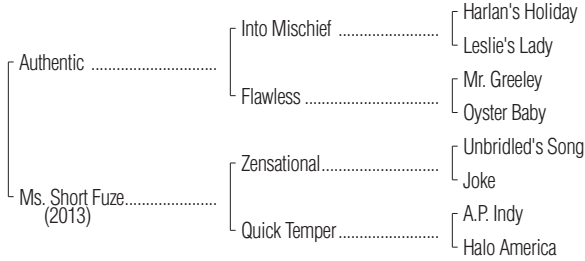 Harlan's Holiday
Into Mischief ........................
Leslie's Lady
Authentic ..............................
Mr. Greeley
Flawless ................................
Oyster Baby
Unbridled's Song
Zensational............................
Joke
Ms. Short Fuze......................
(2013)
A.P. Indy
Quick Temper........................
Halo America